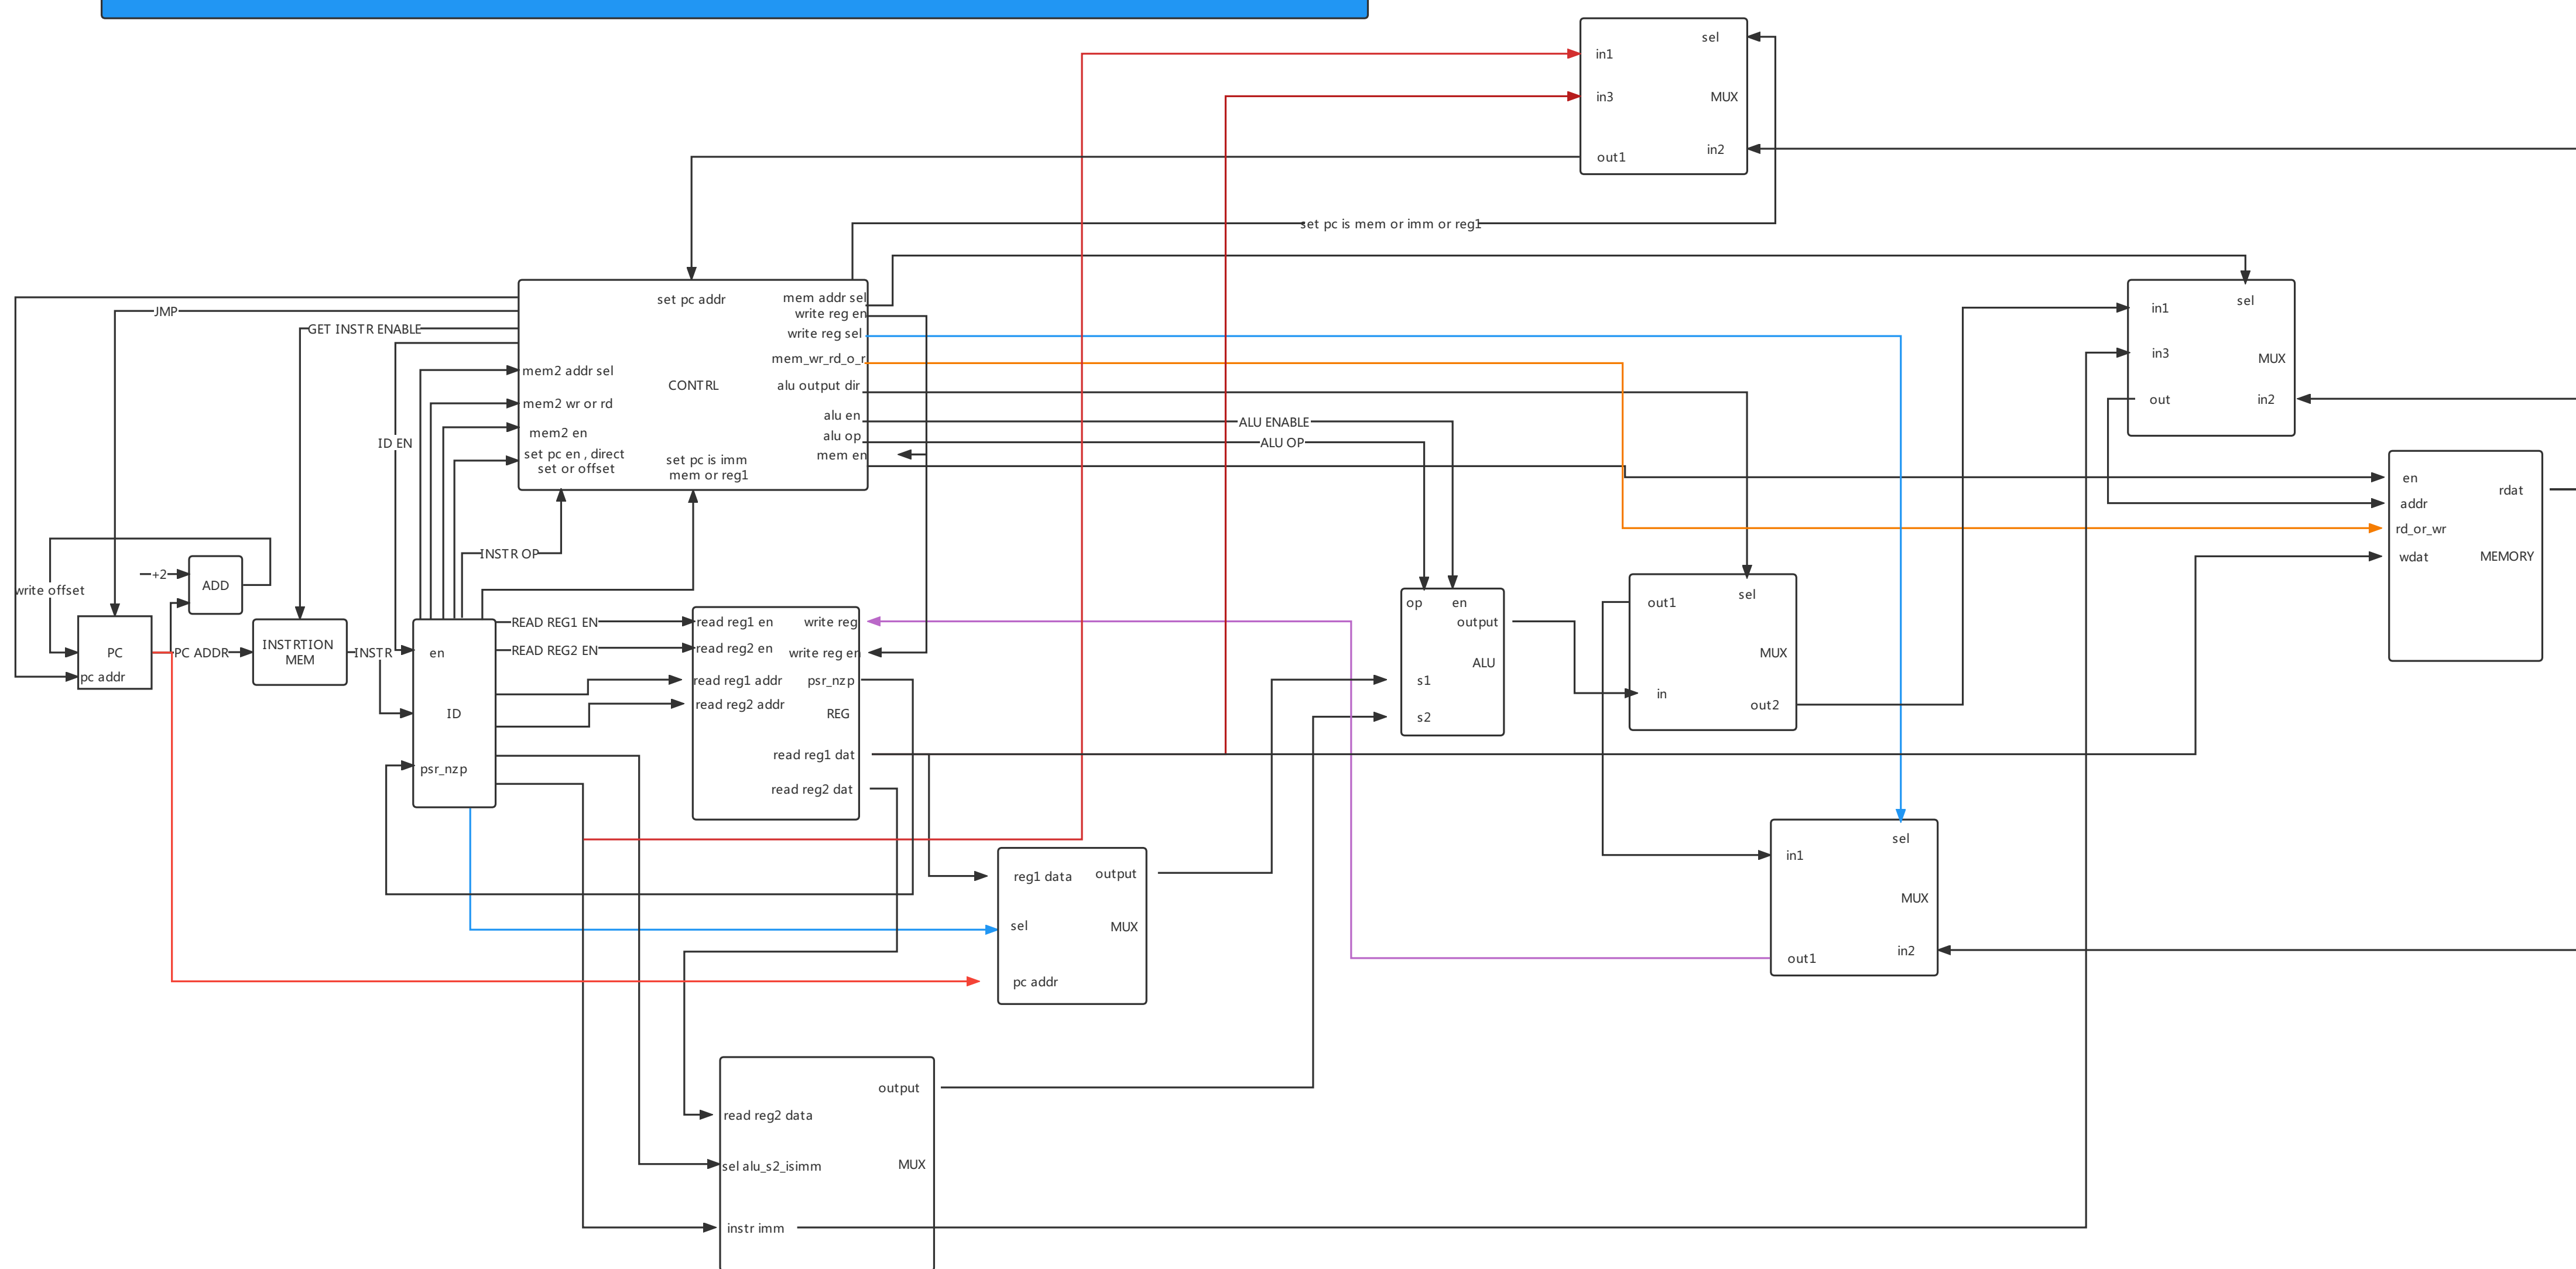 sel
in1
in3
MUX
in2
out1
set pc is mem or imm or reg1
set pc addr
mem addr sel
write reg en
write reg sel
mem_wr_rd_o_r
alu output dir
alu en
alu op
mem en
CONTRL
mem2 addr sel
mem2 wr or rd
mem2 en
set pc en , direct
set or offset
set pc is imm
mem or reg1
JMP
GET INSTR ENABLE
ID EN
INSTR OP
ALU ENABLE
ALU OP
in1
sel
in3
MUX
out
in2
en
rdat
addr
rd_or_wr
wdat
MEMORY
+2
ADD
write offset
PC
pc addr
PC ADDR
INSTRTION
MEM
INSTR
en
ID
psr_nzp
READ REG1 EN
READ REG2 EN
read reg1 en
write reg
read reg2 en
write reg en
read reg1 addr
psr_nzp
read reg2 addr
REG
read reg1 dat
read reg2 dat
op
en
output
ALU
s1
s2
out1
sel
MUX
in
out2
sel
in1
MUX
in2
out1
reg1 data
output
sel
MUX
pc addr
output
read reg2 data
sel alu_s2_isimm
MUX
instr imm